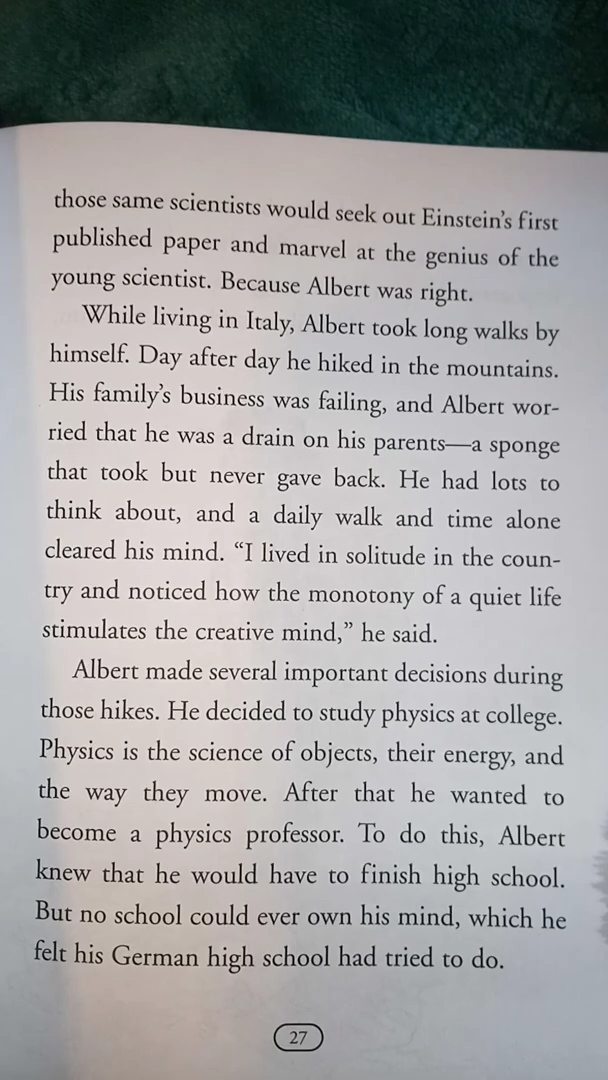 those same scientists would seek out Einstein’s first
published paper and marvel at the genius of the
young scientist. Because Albert was right.
While living in Italy, Albert took long walks by
himself. Day after day he hiked in the mountains.
His family’s business was failing, and Albert wor-
ried that he was a drain on his parents—a sponge
that took but never gave back. He had lots to
think about, and a daily walk and time alone
cleared his mind. “I lived in solitude in the coun-
try and noticed how the monotony of a quiet life
stimulates the creative mind,” he said.
Albert made several important decisions during
those hikes. He decided to study physics at college.
Physics is the science of objects, their energy, and
the way they move. After that he wanted to
become a physics professor. To do this, Albert
knew that he would have to finish high school.
But no school could ever own his mind, which he
felt his German high school had tried to do.
27